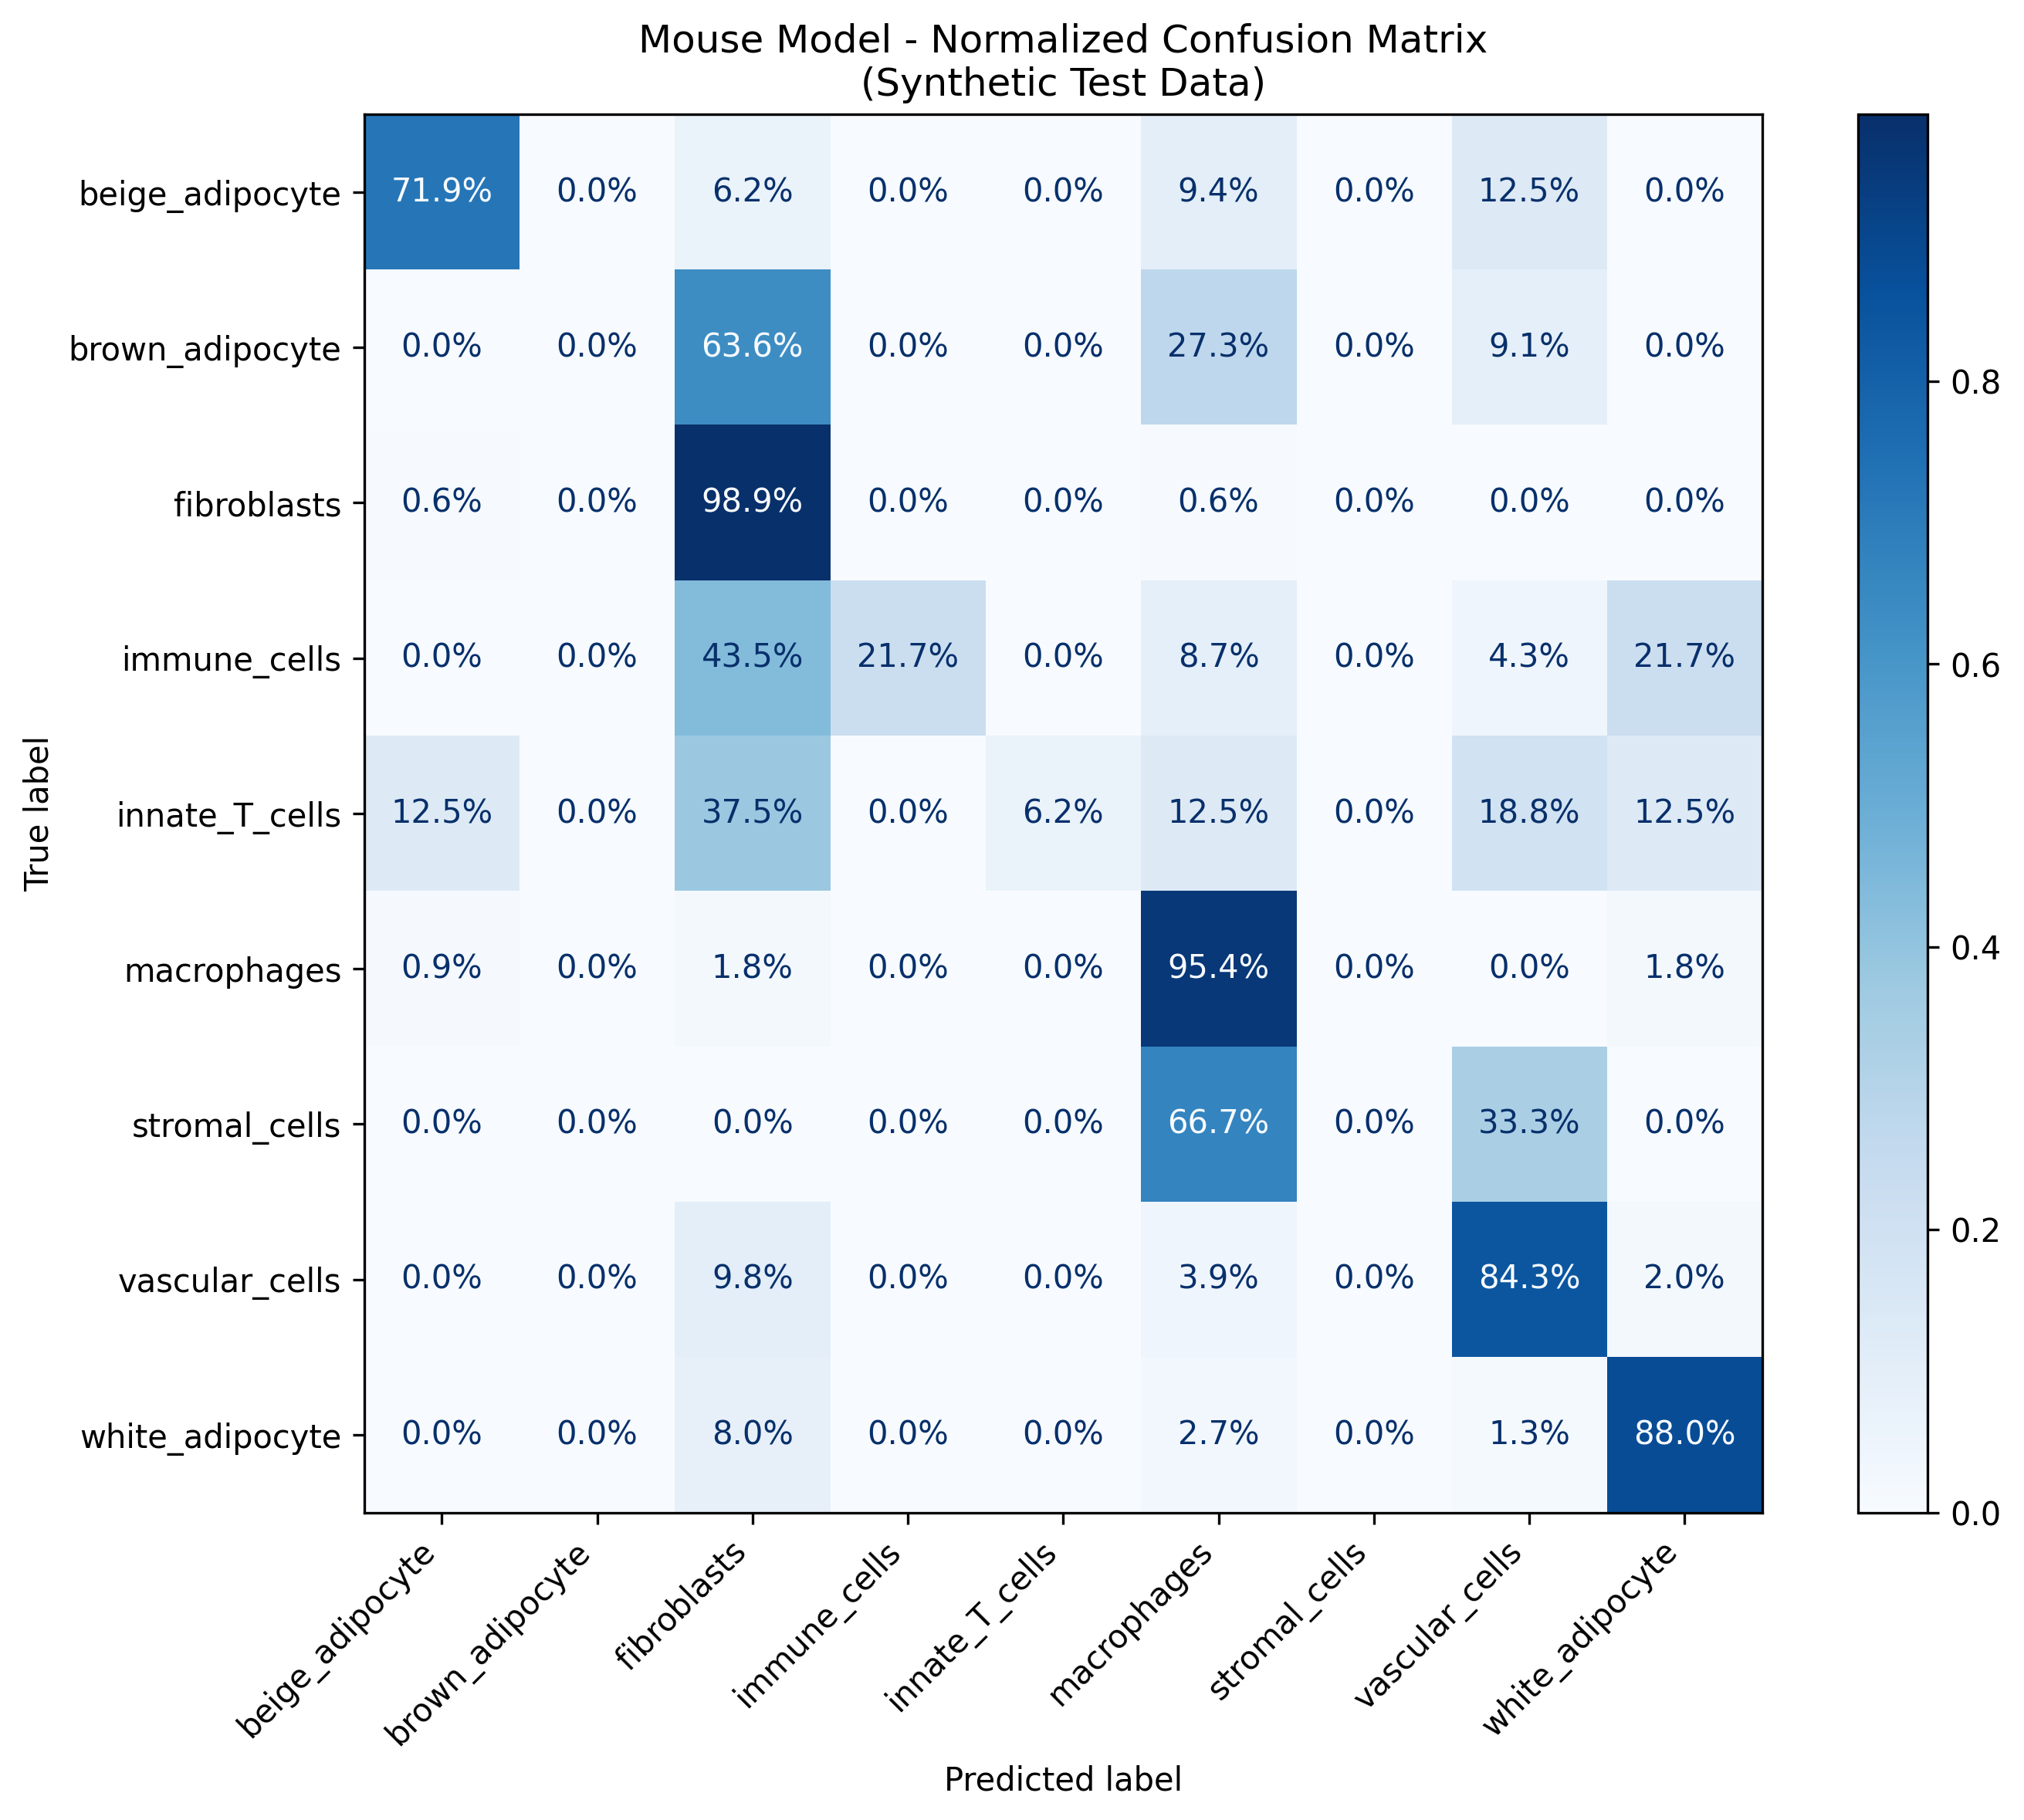 Mouse Model - Normalized Confusion Matrix
(Synthetic Test Data)
beige_adipocyte 71.9% 0.0% 6.2% 0.0% 0.0% 9.4% 0.0% 12.5% 0.0%
brown_adipocyte 0.0% 0.0% 63.6% 0.0% 0.0% 27.3% 0.0% 9.1% 0.0%
fibroblasts 0.6% 0.0% 98.9% 0.0% 0.0% 0.6% 0.0% 0.0% 0.0%
immune_cells 0.0% 0.0% 43.5% 21.7% 0.0% 8.7% 0.0% 4.3% 21.7%
innate_T_cells 12.5% 0.0% 37.5% 0.0% 6.2% 12.5% 0.0% 18.8% 12.5%
macrophages 0.9% 0.0% 1.8% 0.0% 0.0% 95.4% 0.0% 0.0% 1.8%
stromal_cells 0.0% 0.0% 0.0% 0.0% 0.0% 66.7% 0.0% 33.3% 0.0%
vascular_cells 0.0% 0.0% 9.8% 0.0% 0.0% 3.9% 0.0% 84.3% 2.0%
white_adipocyte 0.0% 0.0% 8.0% 0.0% 0.0% 2.7% 0.0% 1.3% 88.0%
True label
beige_adipocyte
brown_adipocyte
fibroblasts
immune_cells
innate_T_cells
macrophages
stromal_cells
vascular_cells
white_adipocyte
Predicted label
0.8
0.6
0.4
0.2
0.0